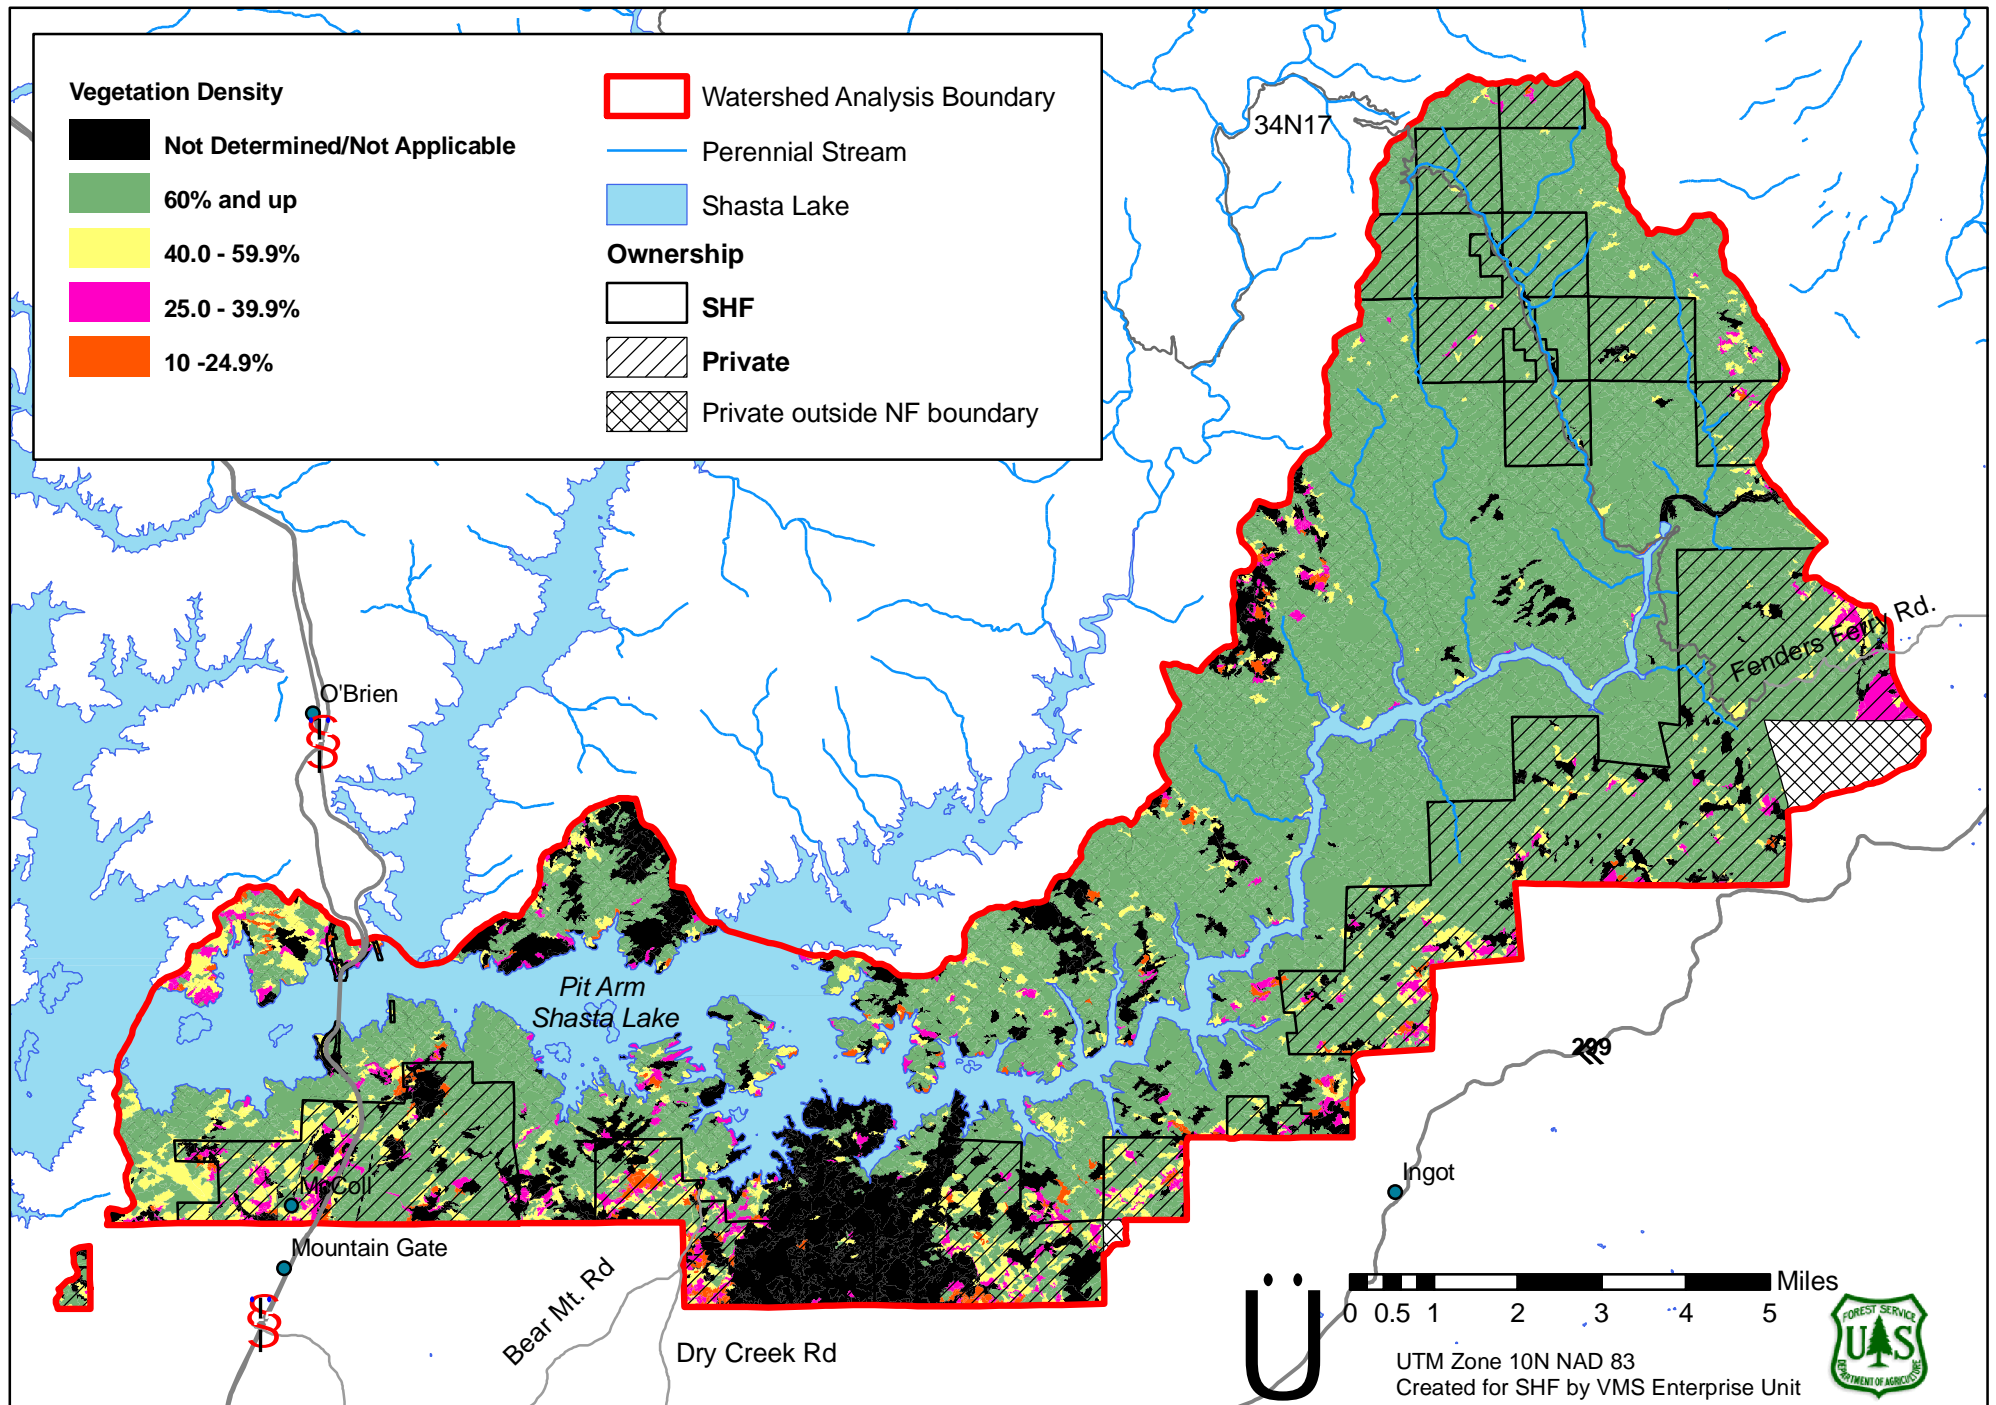 Vegetation Density
Not Determined/Not Applicable
60% and up
40.0 - 59.9%
25.0 - 39.9%
10 -24.9%
Watershed Analysis Boundary
Perennial Stream
Shasta Lake
Ownership
SHF
Private
Private outside NF boundary
34N17
O'Brien
§
Fenders Ferry Rd.
Pit Arm
Shasta Lake
299
McColl
Ingot
Mountain Gate
§
Bear Mt. Rd
Dry Creek Rd
Ü
Miles
0 0.5 1 2 3 4 5
UTM Zone 10N NAD 83
Created for SHF by VMS Enterprise Unit
FOREST SERVICE
U S
DEPARTMENT OF AGRICULTURE